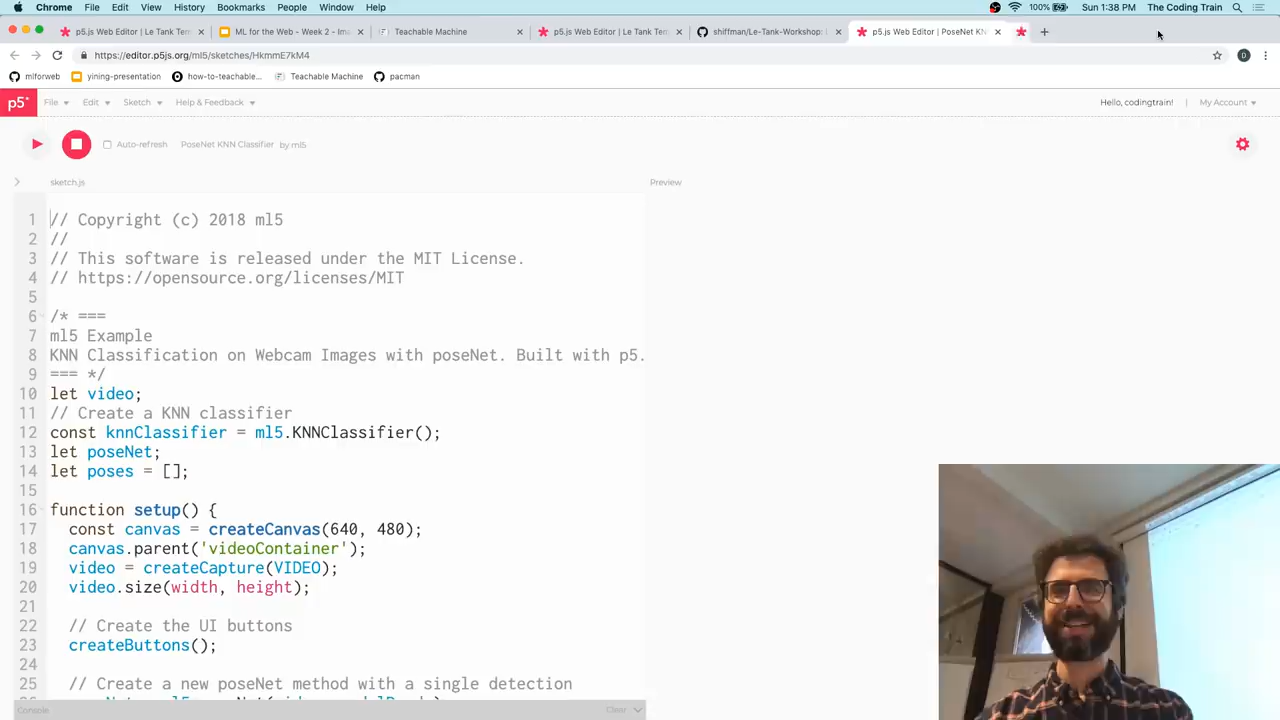 Chrome File Edit View History Bookmarks People Window Help 100% Sun 1:38 PM The Coding Train
p5.js Web Editor | Le Tank Tem ML for the Web - Week 2 - Ima Teachable Machine p5.js Web Editor | Le Tank Tem shiffman/Le-Tank-Workshop: p5.js Web Editor | PoseNet KN
https://editor.p5js.org/ml5/sketches/HkmmE7kM4 D
mlforweb yining-presentation how-to-teachable... Teachable Machine pacman
p5* File Edit Sketch Help & Feedback Hello, codingtrain! | My Account
Auto-refresh PoseNet KNN Classifier by ml5
sketch.js Preview
1 // Copyright (c) 2018 ml5
2 //
3 // This software is released under the MIT License.
4 // https://opensource.org/licenses/MIT
5
6 /* ===
7 ml5 Example
8 KNN Classification on Webcam Images with poseNet. Built with p5.
9 === */
10 let video;
11 // Create a KNN classifier
12 const knnClassifier = ml5.KNNClassifier();
13 let poseNet;
14 let poses = [];
15
16 function setup() {
17 const canvas = createCanvas(640, 480);
18 canvas.parent('videoContainer');
19 video = createCapture(VIDEO);
20 video.size(width, height);
21
22 // Create the UI buttons
23 createButtons();
24
25 // Create a new poseNet method with a single detection
Console Clear